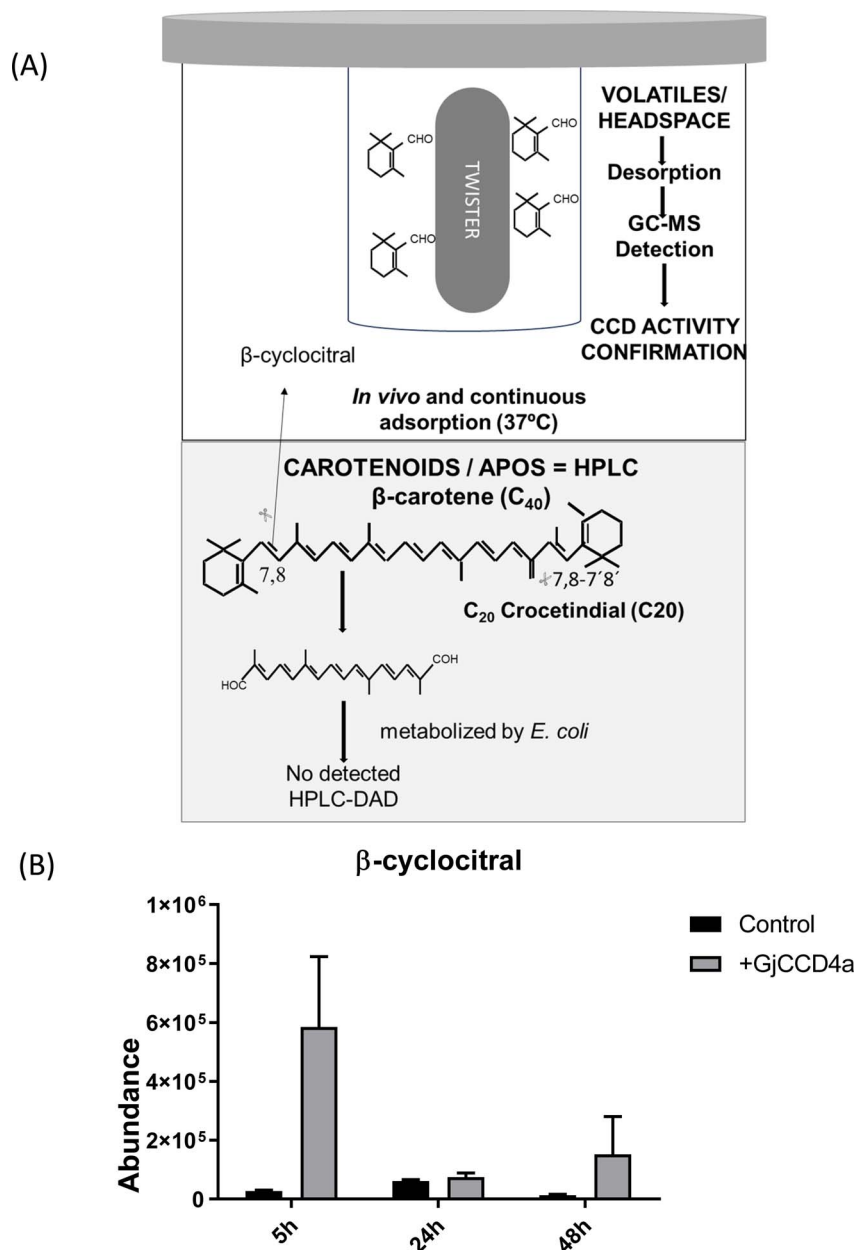 (A)
VOLATILES/
HEADSPACE
Desorption
GC-MS
Detection
CCD ACTIVITY
CONFIRMATION
CHO
CHO
CHO
CHO
TWISTER
β-cyclocitral
In vivo and continuous
adsorption (37ºC)
CAROTENOIDS / APOS = HPLC
β-carotene (C40)
7,8
7,8-7´8´
C20 Crocetindial (C20)
HOC
COH
metabolized by E. coli
No detected
HPLC-DAD
(B)
β-cyclocitral
Abundance
1×10⁶
8×10⁵
6×10⁵
4×10⁵
2×10⁵
0
5h
24h
48h
Control
+GjCCD4a